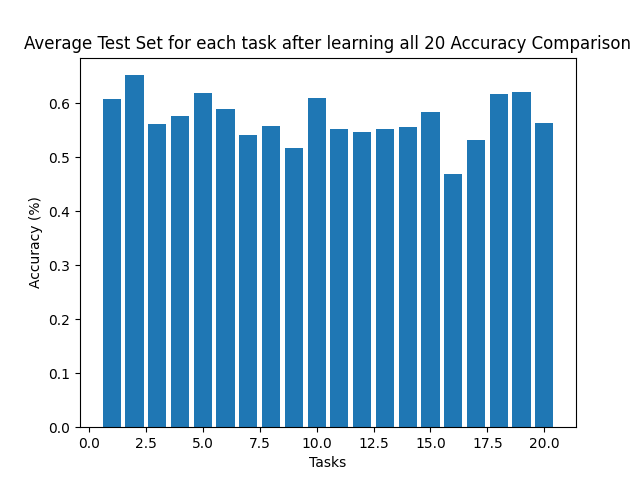 Average Test Set for each task after learning all 20 Accuracy Comparison
Accuracy (%)
0.6
0.5
0.4
0.3
0.2
0.1
0.0
0.0 2.5 5.0 7.5 10.0 12.5 15.0 17.5 20.0
Tasks